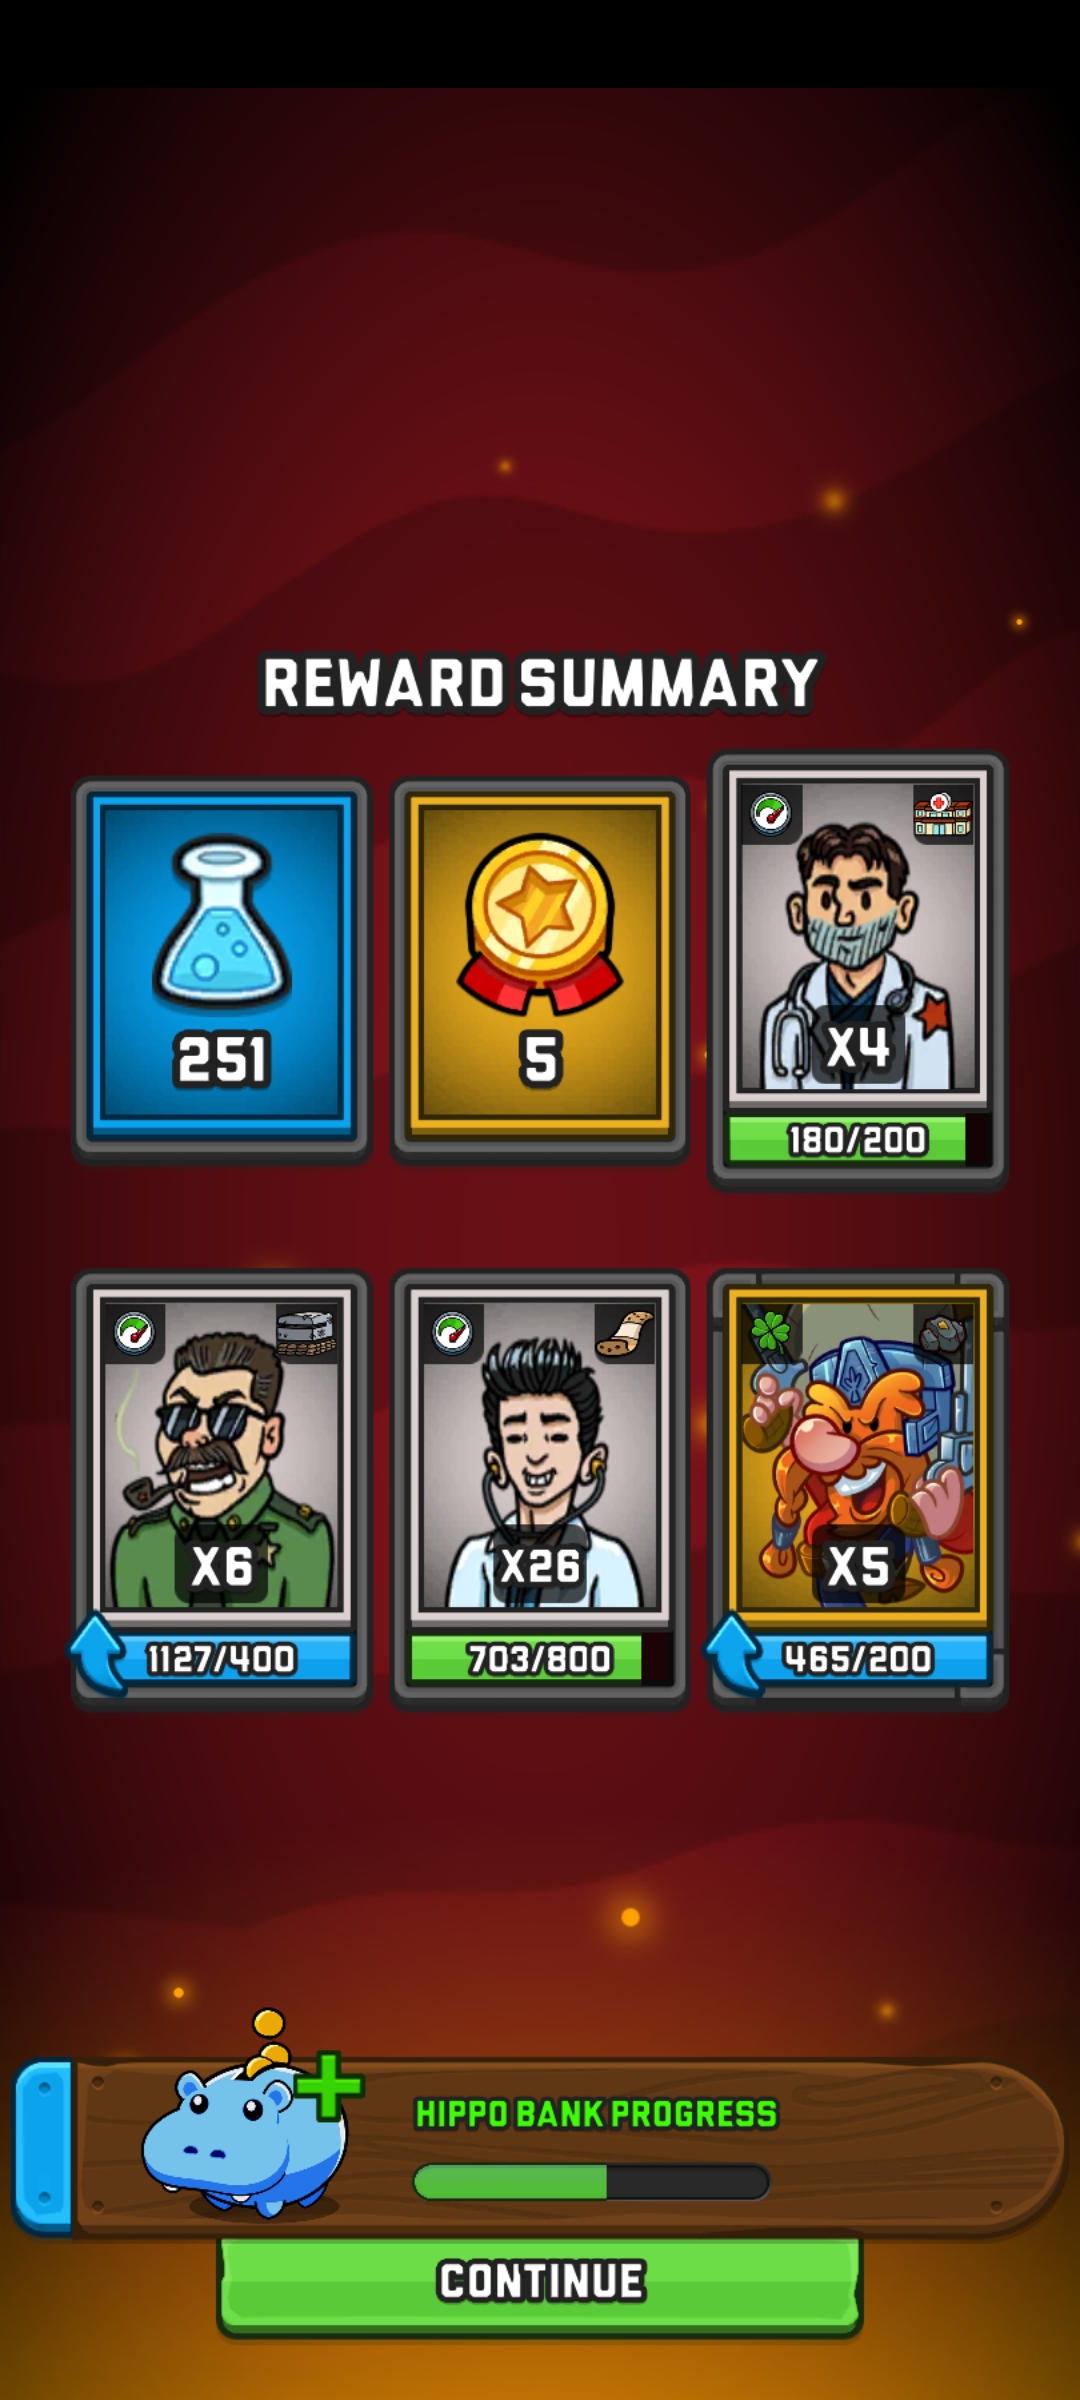 REWARD SUMMARY
251
5
X4
180/200
X6
X26
X5
1127/400
703/800
465/200
HIPPO BANK PROGRESS
CONTINUE